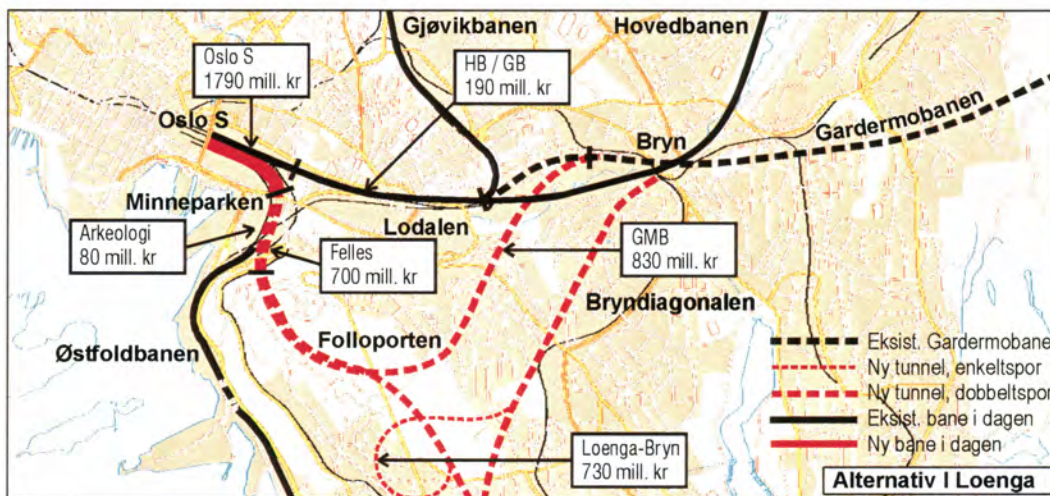 Gjøvikbanen
Hovedbanen
Oslo S
1790 mill. kr
HB / GB
190 mill. kr
Oslo S
Bryn
Gardermobanen
Minneparken
Lodalen
Arkeologi
80 mill. kr
Felles
700 mill. kr
GMB
830 mill. kr
Bryndiagonalen
Folloporten
Østfoldbanen
Eksist. Gardermobane
Ny tunnel, enkeltspor
Ny tunnel, dobbeltspor
Eksist. bane i dagen
Ny bane i dagen
Loenga-Bryn
730 mill. kr
Alternativ I Loenga